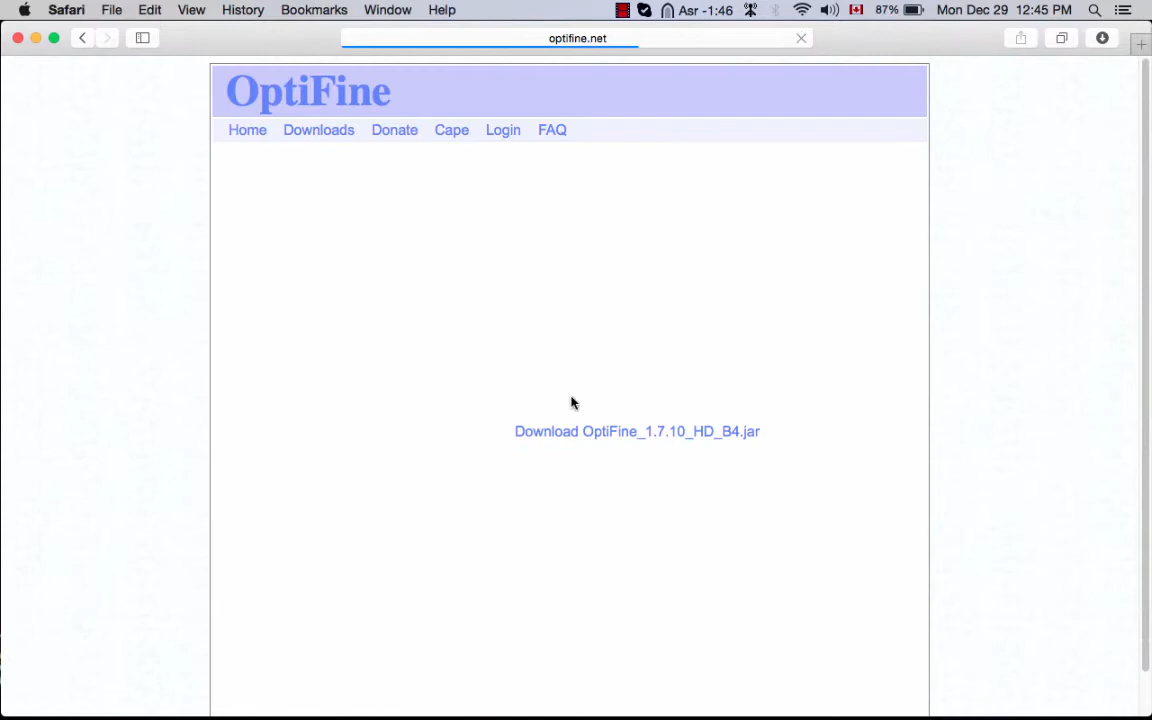 Safari File Edit View History Bookmarks Window Help Asr -1:46 87% Mon Dec 29 12:45 PM
optifine.net
OptiFine
Home Downloads Donate Cape Login FAQ
Download OptiFine_1.7.10_HD_B4.jar